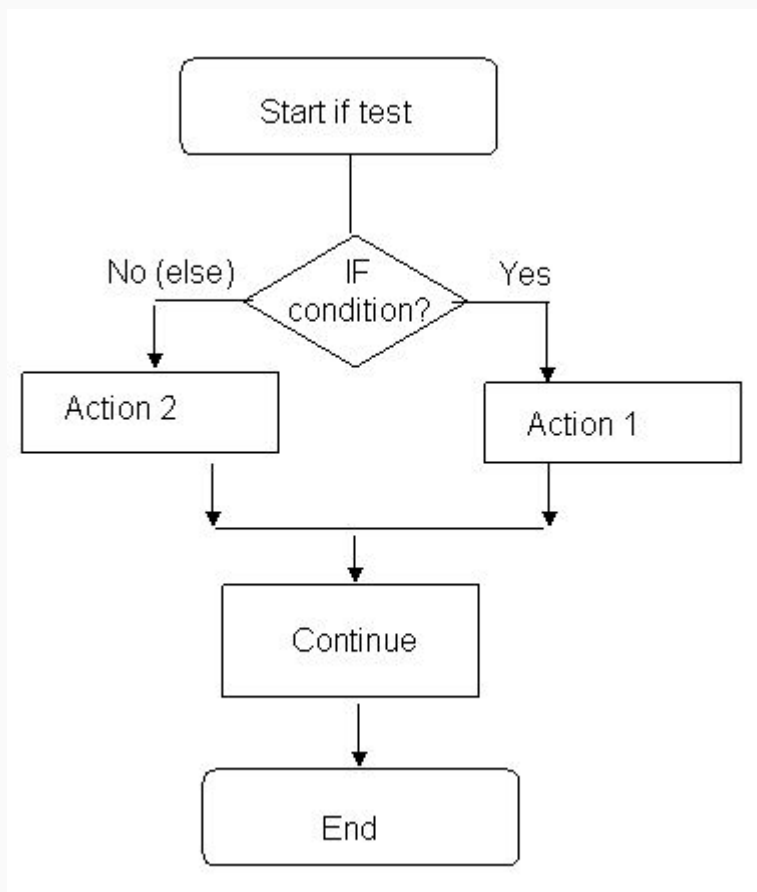 Start if test
No (else)
IF
condition?
Yes
Action 2
Action 1
Continue
End